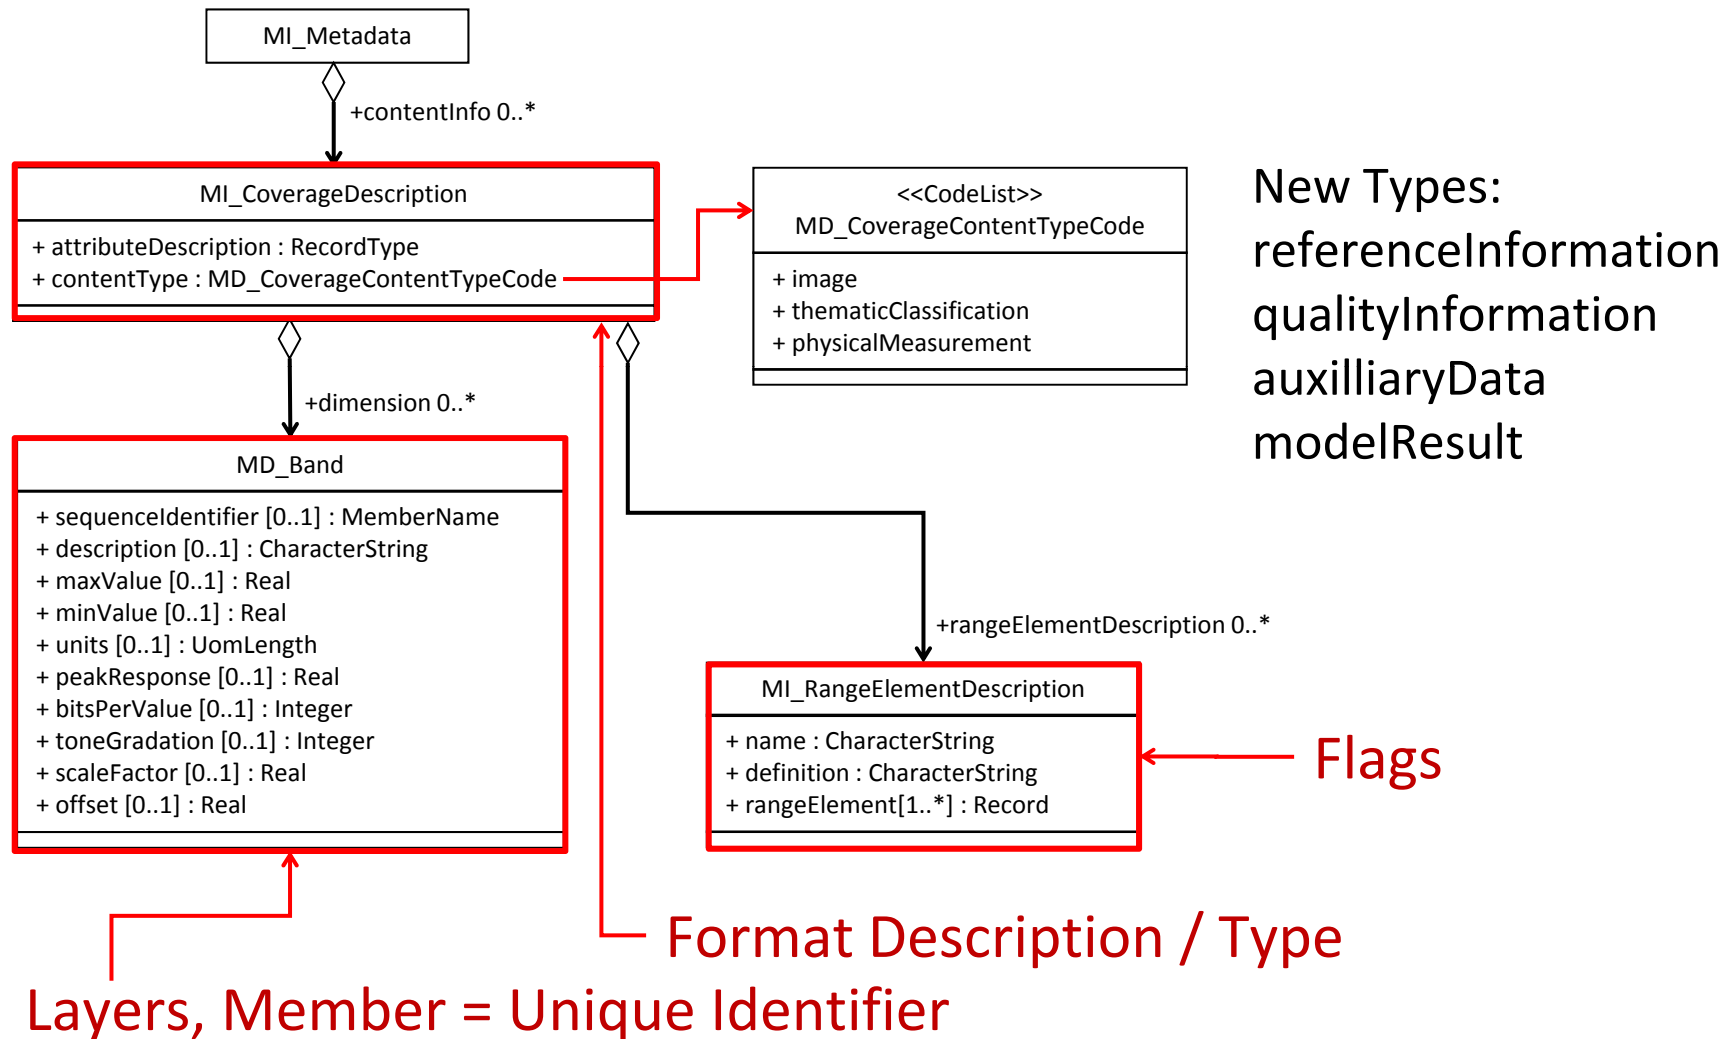 MI_Metadata
+contentInfo 0..*
MI_CoverageDescription
+ attributeDescription : RecordType
+ contentType : MD_CoverageContentTypeCode
<<CodeList>>
MD_CoverageContentTypeCode
+ image
+ thematicClassification
+ physicalMeasurement
New Types:
referenceInformation
qualityInformation
auxilliaryData
modelResult
+dimension 0..*
MD_Band
+ sequenceIdentifier [0..1] : MemberName
+ description [0..1] : CharacterString
+ maxValue [0..1] : Real
+ minValue [0..1] : Real
+ units [0..1] : UomLength
+ peakResponse [0..1] : Real
+ bitsPerValue [0..1] : Integer
+ toneGradation [0..1] : Integer
+ scaleFactor [0..1] : Real
+ offset [0..1] : Real
+rangeElementDescription 0..*
MI_RangeElementDescription
+ name : CharacterString
+ definition : CharacterString
+ rangeElement[1..*] : Record
Flags
Format Description / Type
Layers, Member = Unique Identifier